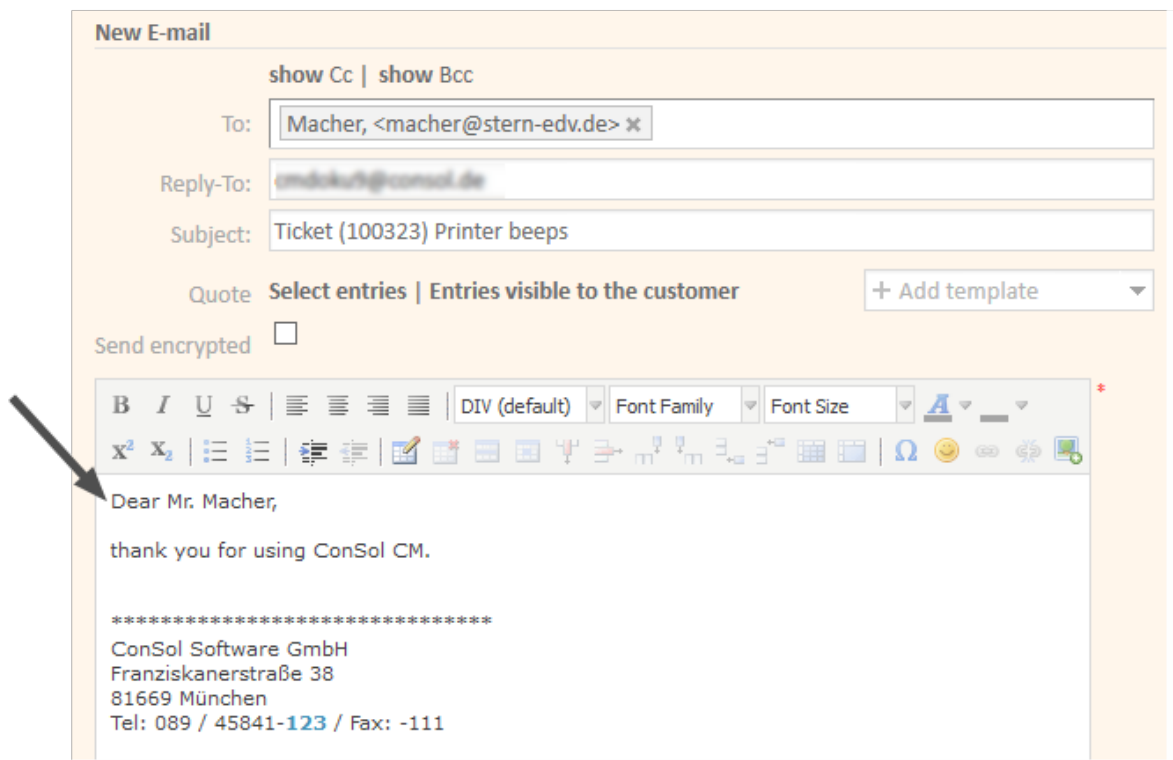 New E-mail
show Cc | show Bcc
To: Macher, <macher@stern-edv.de> ✖
Reply-To:
Subject: Ticket (100323) Printer beeps
Quote Select entries | Entries visible to the customer + Add template
Send encrypted
*
B I U S DIV (default) Font Family Font Size A
x² x₂ Ω
Dear Mr. Macher,
thank you for using ConSol CM.
*******************************
ConSol Software GmbH
Franziskanerstraße 38
81669 München
Tel: 089 / 45841-123 / Fax: -111